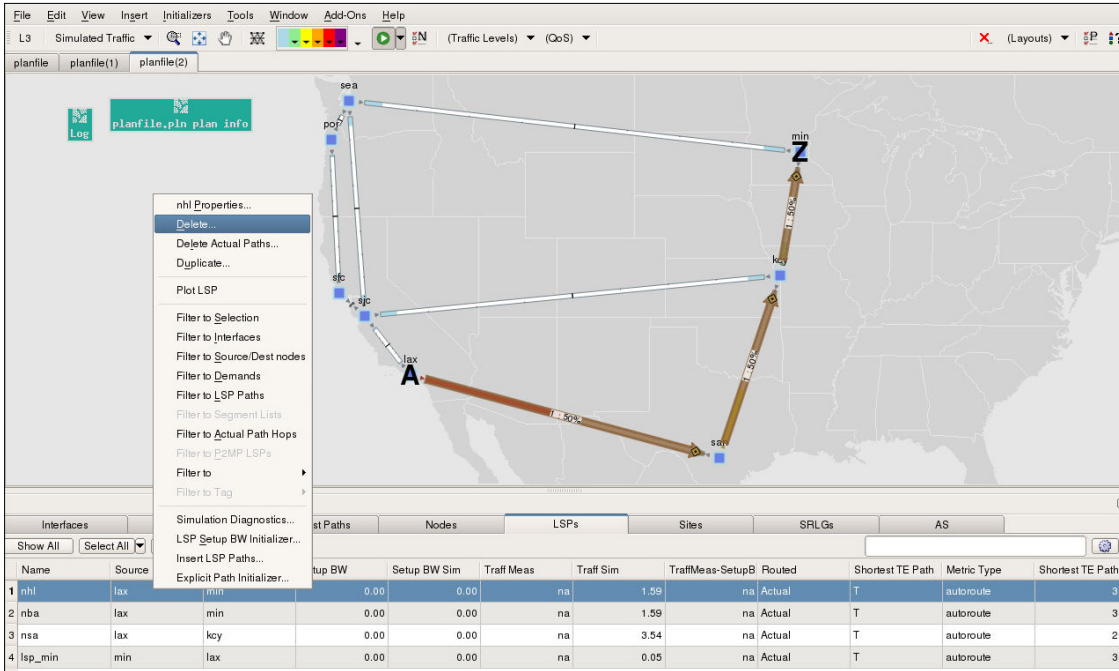 File Edit View Insert Initializers Tools Window Add-Ons Help
L3 Simulated Traffic (Traffic Levels) (QoS) (Layouts)
planfile planfile(1) planfile(2)
Log
planfile.pln plan info
sea
por
min
Z
1 : 50%
kcy
sfc
sjc
1 : 50%
lax
A
1 : 50%
sat
nhl Properties...
Delete...
Delete Actual Paths...
Duplicate...
Plot LSP
Filter to Selection
Filter to Interfaces
Filter to Source/Dest nodes
Filter to Demands
Filter to LSP Paths
Filter to Segment Lists
Filter to Actual Path Hops
Filter to P2MP LSPs
Filter to
Filter to Tag
Simulation Diagnostics...
LSP Setup BW Initializer...
Insert LSP Paths...
Explicit Path Initializer...
Interfaces st Paths Nodes LSPs Sites SRLGs AS
Show All Select All
Name Source tup BW Setup BW Sim Traff Meas Traff Sim TraffMeas-SetupB Routed Shortest TE Path Metric Type Shortest TE Path
1 nhl lax min 0.00 0.00 na 1.59 na Actual T autoroute 3
2 nba lax min 0.00 0.00 na 1.59 na Actual T autoroute 3
3 nsa lax kcy 0.00 0.00 na 3.54 na Actual T autoroute 2
4 lsp_min min lax 0.00 0.00 na 0.05 na Actual T autoroute 3